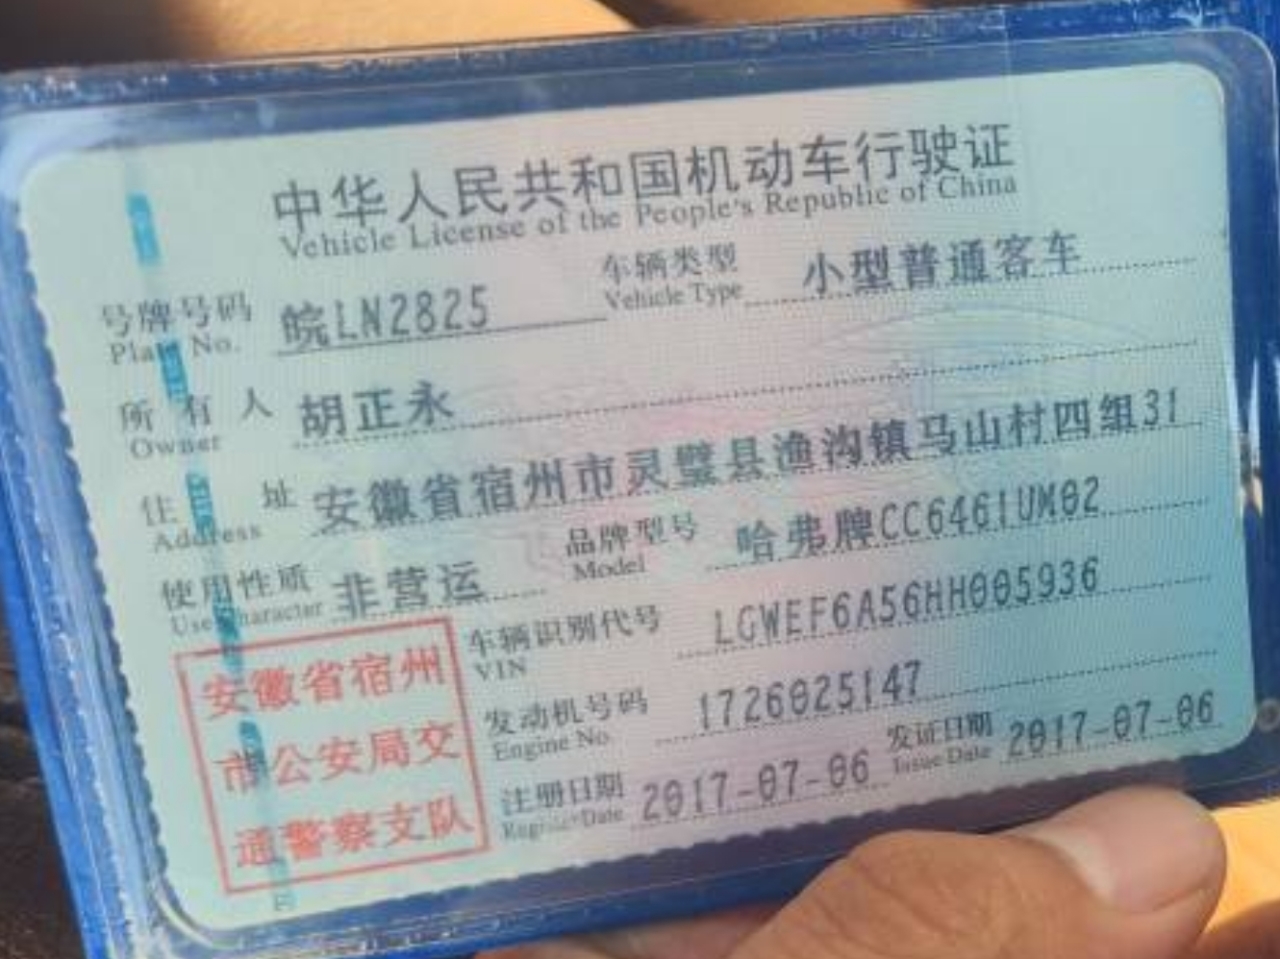 中华人民共和国机动车行驶证
Vehicle License of the People's Republic of China
号牌号码 皖LN2825 车辆类型 小型普通客车
Plate No. Vehicle Type
所有人 胡正永
Owner
住址 安徽省宿州市灵璧县渔沟镇马山村四组31
Address
使用性质 非营运 品牌型号 哈弗牌CC6461UM02
Use Character Model
车辆识别代号 LGWEF6A56HH005936
VIN
发动机号码 1726025147
Engine No.
注册日期 2017-07-06 发证日期 2017-07-06
Register Date Issue Date
安徽省宿州
市公安局交
通警察支队